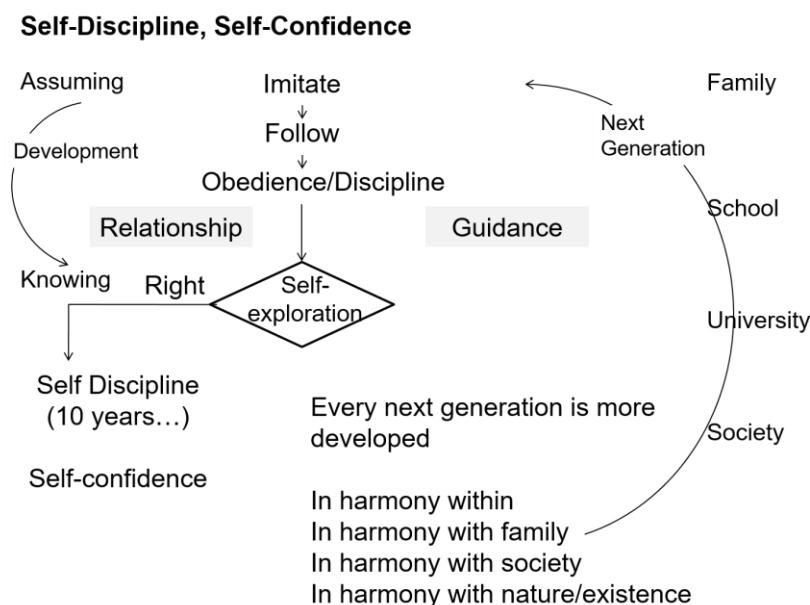 Self-Discipline, Self-Confidence
Assuming
Imitate
Family
Follow
Next
Generation
Development
Obedience/Discipline
School
Relationship
Guidance
Knowing
Right
Self-
exploration
University
Self Discipline
(10 years…)
Every next generation is more
developed
Society
Self-confidence
In harmony within
In harmony with family
In harmony with society
In harmony with nature/existence